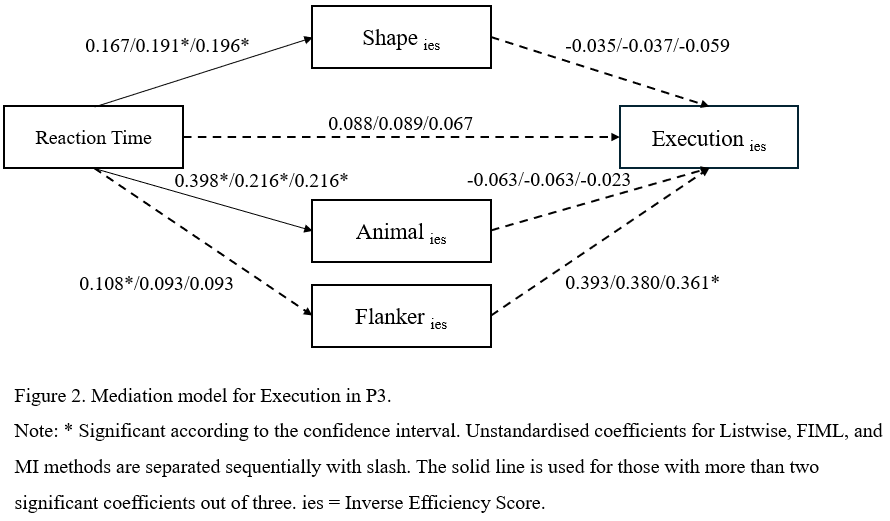 Shape ies
0.167/0.191*/0.196*
-0.035/-0.037/-0.059
Reaction Time
0.088/0.089/0.067
Execution ies
0.398*/0.216*/0.216*
-0.063/-0.063/-0.023
Animal ies
0.108*/0.093/0.093
0.393/0.380/0.361*
Flanker ies
Figure 2. Mediation model for Execution in P3.
Note: * Significant according to the confidence interval. Unstandardised coefficients for Listwise, FIML, and
MI methods are separated sequentially with slash. The solid line is used for those with more than two
significant coefficients out of three. ies = Inverse Efficiency Score.